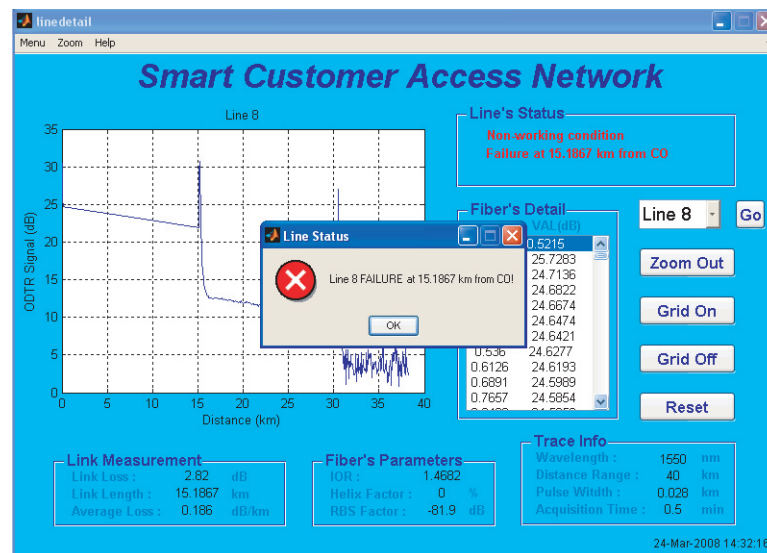 linedetail
Menu Zoom Help
Smart Customer Access Network
Line 8
35
30
25
20
15
10
5
0
ODTR Signal (dB)
0 5 10 15 20 25 30 35 40
Distance (km)
Line's Status
Non-working condition
Failure at 15.1867 km from CO
Fiber's Detail
VAL(dB)
0.5215
25.7283
24.7136
24.6822
24.6674
24.6474
24.6421
0.536 24.6277
0.6126 24.6193
0.6891 24.5989
0.7657 24.5854
Line 8
Go
Zoom Out
Grid On
Grid Off
Reset
Line Status
Line 8 FAILURE at 15.1867 km from CO!
OK
Link Measurement
Link Loss : 2.82 dB
Link Length : 15.1867 km
Average Loss : 0.186 dB/km
Fiber's Parameters
IOR : 1.4682
Helix Factor : 0 %
RBS Factor : -81.9 dB
Trace Info
Wavelength : 1550 nm
Distance Range : 40 km
Pulse Witdth : 0.028 km
Acquisition Time : 0.5 min
24-Mar-2008 14:32:16